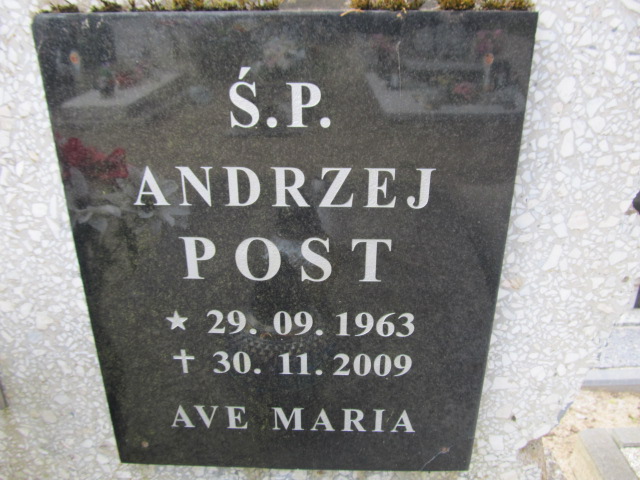 Ś.P.
ANDRZEJ
POST
★ 29. 09. 1963
✝ 30. 11. 2009
AVE MARIA